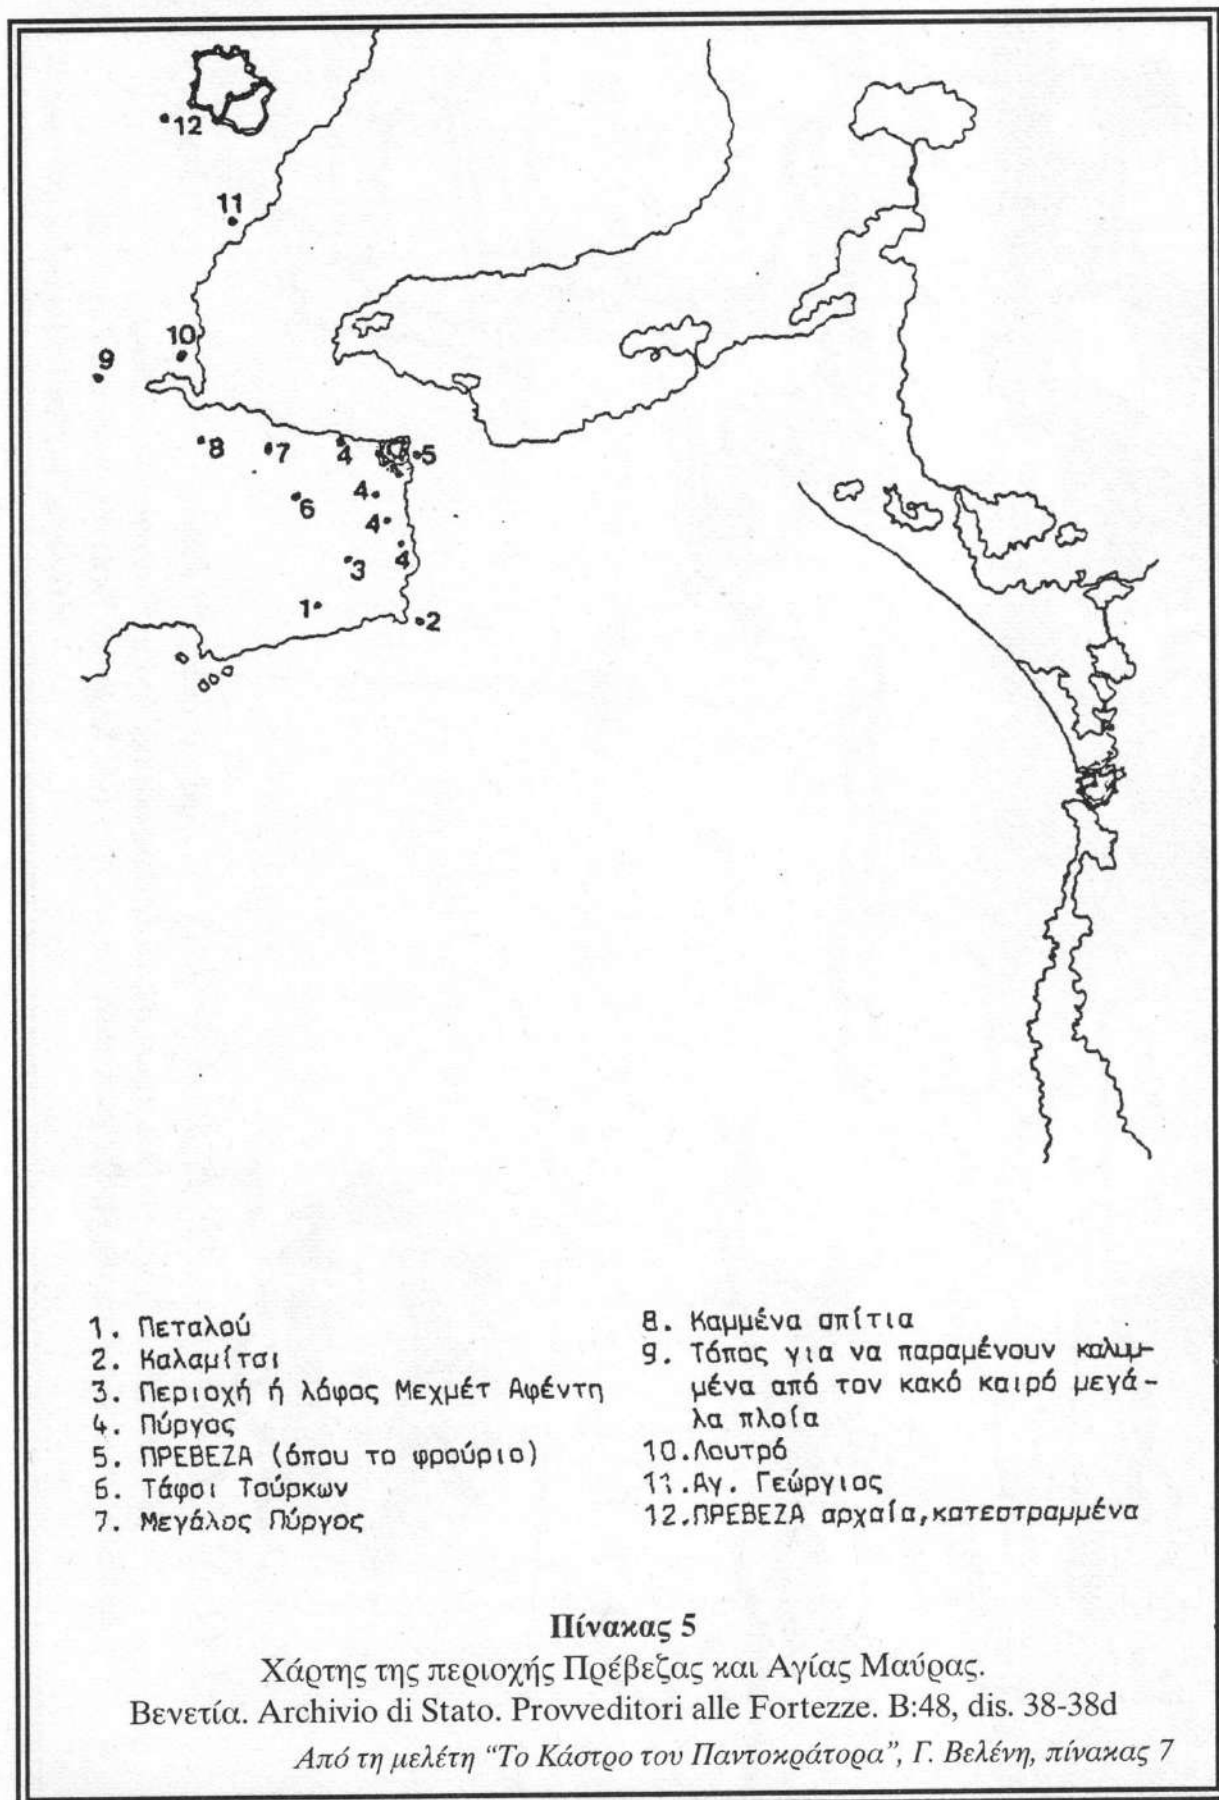 12
11
10
9
8
7
4
5
6
4
4
3
4
1
2
1. Πεταλού
2. Καλαμίτσι
3. Περιοχή ή λόφος Μεχμέτ Αφέντη
4. Πύργος
5. ΠΡΕΒΕΖΑ (όπου το φρούριο)
6. Τάφοι Τούρκων
7. Μεγάλος Πύργος
8. Καμμένα σπίτια
9. Τόπος για να παραμένουν καλυμ-
μένα από τον κακό καιρό μεγά-
λα πλοία
10.Λουτρό
11.Αγ. Γεώργιος
12.ΠΡΕΒΕΖΑ αρχαία,κατεστραμμένα
Πίνακας 5
Χάρτης της περιοχής Πρέβεζας και Αγίας Μαύρας.
Βενετία. Archivio di Stato. Provveditori alle Fortezze. B:48, dis. 38-38d
Από τη μελέτη “Το Κάστρο του Παντοκράτορα”, Γ. Βελένη, πίνακας 7